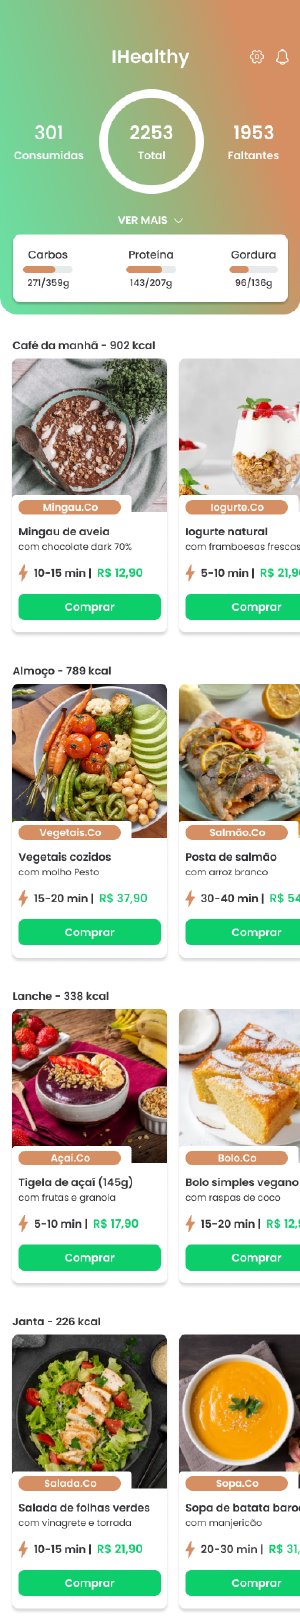 IHealthy
301
Consumidas
2253
Total
1953
Faltantes
VER MAIS
Carbos
271/359g
Proteína
143/207g
Gordura
96/136g
Café da manhã - 902 kcal
Mingau.Co
Mingau de aveia
com chocolate dark 70%
10-15 min | R$ 12,90
Comprar
Iogurte.Co
Iogurte natural
com framboesas frescas
5-10 min | R$ 21,9
Comprar
Almoço - 789 kcal
Vegetais.Co
Vegetais cozidos
com molho Pesto
15-20 min | R$ 37,90
Comprar
Salmão.Co
Posta de salmão
com arroz branco
30-40 min | R$ 54
Comprar
Lanche - 338 kcal
Açaí.Co
Tigela de açaí (145g)
com frutas e granola
5-10 min | R$ 17,90
Comprar
Bolo.Co
Bolo simples vegano
com raspas de coco
15-20 min | R$ 12,
Comprar
Janta - 226 kcal
Salada.Co
Salada de folhas verdes
com vinagrete e torrada
10-15 min | R$ 21,90
Comprar
Sopa.Co
Sopa de batata baro
com manjericão
20-30 min | R$ 31,
Comprar